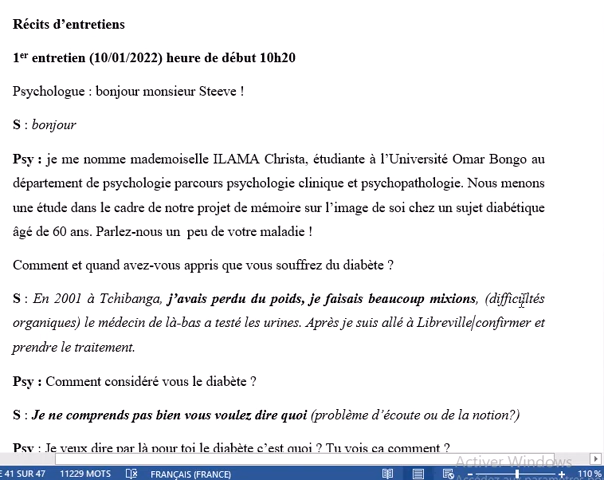 Récits d'entretiens
1er entretien (10/01/2022) heure de début 10h20
Psychologue : bonjour monsieur Steeve !
S : bonjour
Psy : je me nomme mademoiselle ILAMA Christa, étudiante à l'Université Omar Bongo au
département de psychologie parcours psychologie clinique et psychopathologie. Nous menons
une étude dans le cadre de notre projet de mémoire sur l'image de soi chez un sujet diabétique
âgé de 60 ans. Parlez-nous un peu de votre maladie !
Comment et quand avez-vous appris que vous souffrez du diabète ?
S : En 2001 à Tchibanga, j'avais perdu du poids, je faisais beaucoup mixions, (difficultés
organiques) le médecin de là-bas a testé les urines. Après je suis allé à Libreville confirmer et
prendre le traitement.
Psy : Comment considéré vous le diabète ?
S : Je ne comprends pas bien vous voulez dire quoi (problème d'écoute ou de la notion?)
Psy : Je veux dire par là pour toi le diabète c'est quoi ? Tu vois ça comment ?
Activer Windows
E 41 SUR 47 11229 MOTS FRANÇAIS (FRANCE) 110 %